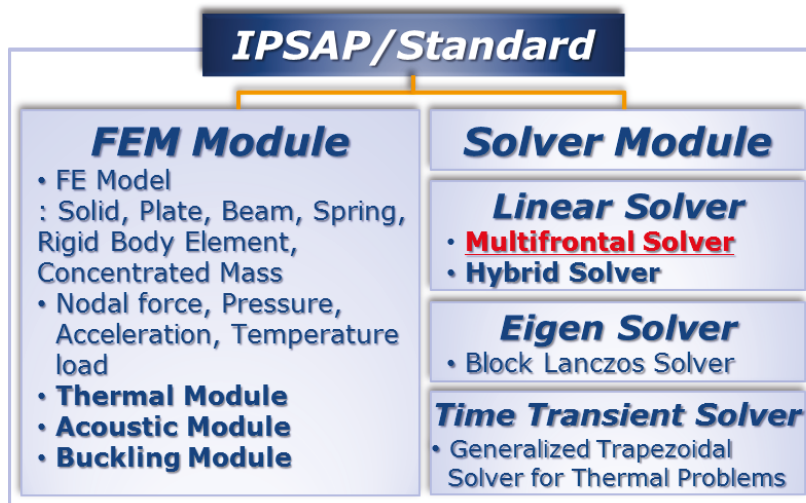 IPSAP/Standard
FEM Module
• FE Model
: Solid, Plate, Beam, Spring,
Rigid Body Element,
Concentrated Mass
• Nodal force, Pressure,
Acceleration, Temperature
load
• Thermal Module
• Acoustic Module
• Buckling Module
Solver Module
Linear Solver
• Multifrontal Solver
• Hybrid Solver
Eigen Solver
• Block Lanczos Solver
Time Transient Solver
• Generalized Trapezoidal
Solver for Thermal Problems